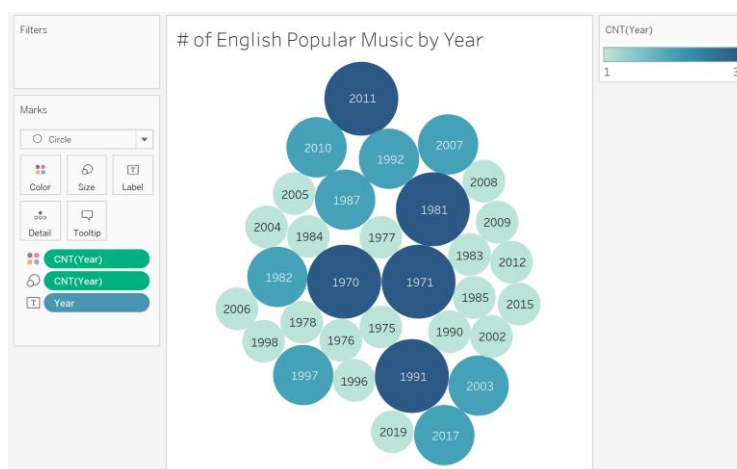 Filters
Marks
Circle
Color
Size
Label
Detail
Tooltip
CNT(Year)
CNT(Year)
Year
# of English Popular Music by Year
2011
2010
1992
2007
2005
1987
2008
1981
2004
1984
1977
2009
1982
1970
1971
1983
2012
1985
2015
2006
1978
1975
1998
1976
1990
2002
1997
1996
1991
2003
2019
2017
CNT(Year)
1
3